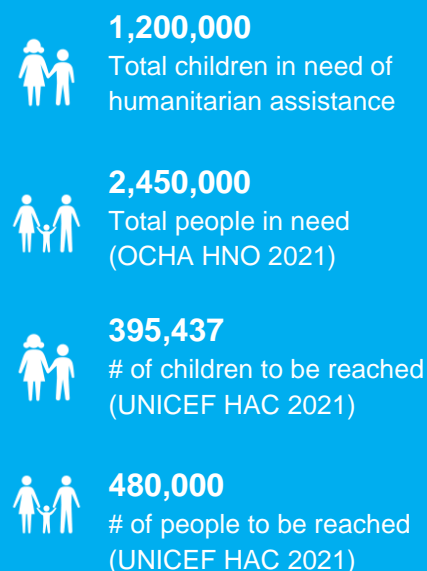 1,200,000
Total children in need of
humanitarian assistance
2,450,000
Total people in need
(OCHA HNO 2021)
395,437
# of children to be reached
(UNICEF HAC 2021)
480,000
# of people to be reached
(UNICEF HAC 2021)